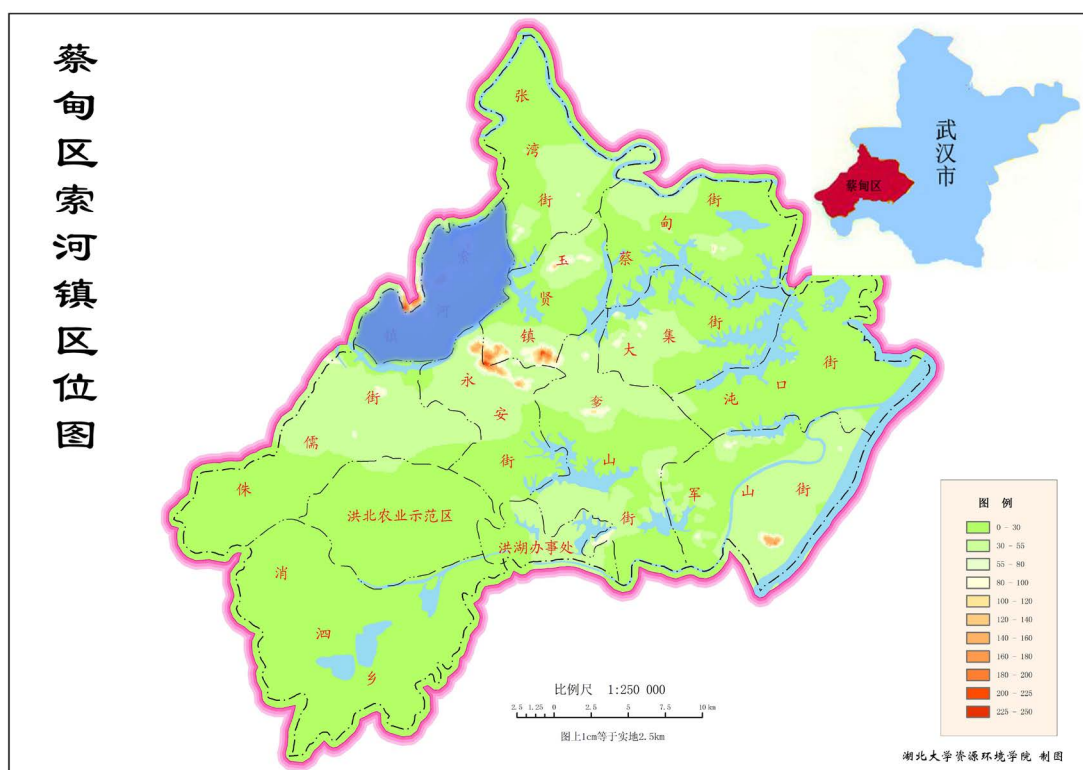 蔡甸区索河镇区位图
武汉市
蔡甸区
张湾街
蔡甸街
索河镇
玉贤镇
大集街
沌口街
永安街
侏儒街
奓山街
军山街
洪北农业示范区
洪湖办事处
消泗乡
图 例
0 - 30
30 - 55
55 - 80
80 - 100
100 - 120
120 - 140
140 - 160
160 - 180
180 - 200
200 - 225
225 - 250
比例尺 1:250 000
2.5 1.25 0 2.5 5 7.5 10 km
图上1cm等于实地2.5km
湖北大学资源环境学院 制图